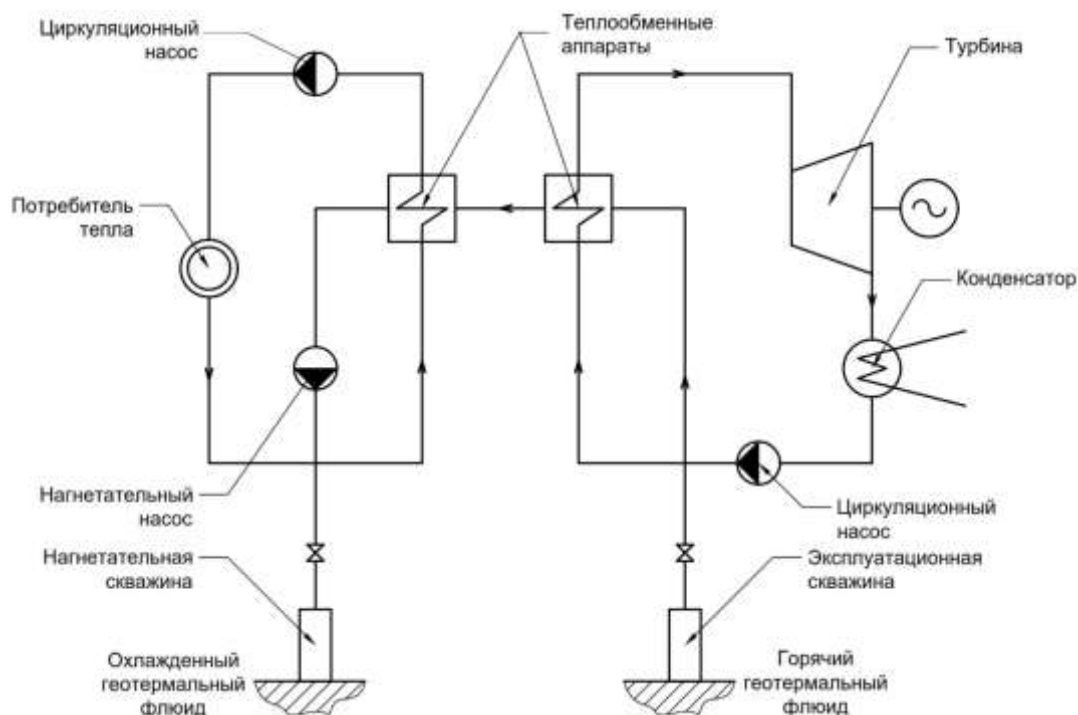 Циркуляционный
насос
Теплообменные
аппараты
Турбина
Потребитель
тепла
Конденсатор
Нагнетательный
насос
Циркуляционный
насос
Нагнетательная
скважина
Эксплуатационная
скважина
Охлажденный
геотермальный
флюид
Горячий
геотермальный
флюид